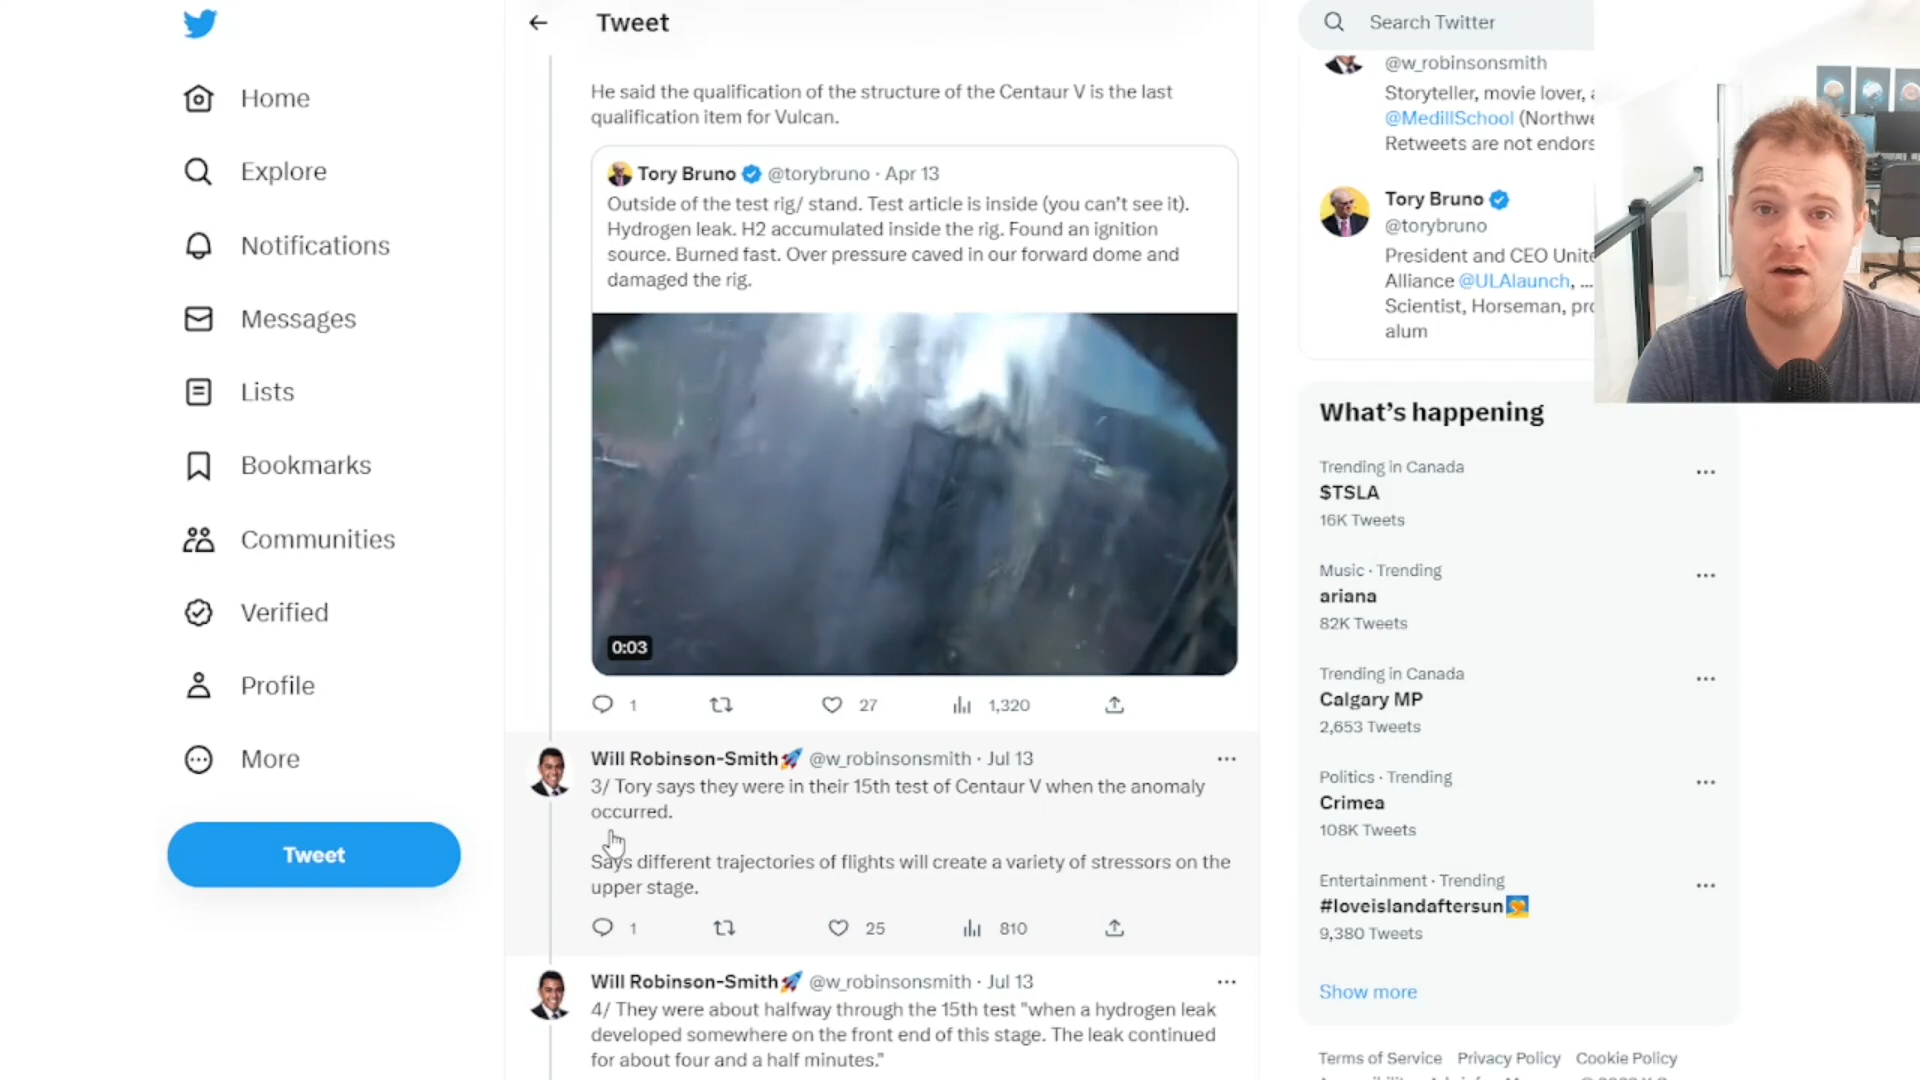 Tweet
Search Twitter
Home
Explore
Notifications
Messages
Lists
Bookmarks
Communities
Verified
Profile
More
Tweet
He said the qualification of the structure of the Centaur V is the last
qualification item for Vulcan.
Tory Bruno @torybruno · Apr 13
Outside of the test rig/ stand. Test article is inside (you can't see it).
Hydrogen leak. H2 accumulated inside the rig. Found an ignition
source. Burned fast. Over pressure caved in our forward dome and
damaged the rig.
0:03
1 27 1,320
Will Robinson-Smith🚀 @w_robinsonsmith · Jul 13
3/ Tory says they were in their 15th test of Centaur V when the anomaly
occurred.
Says different trajectories of flights will create a variety of stressors on the
upper stage.
1 25 810
Will Robinson-Smith🚀 @w_robinsonsmith · Jul 13
4/ They were about halfway through the 15th test "when a hydrogen leak
developed somewhere on the front end of this stage. The leak continued
for about four and a half minutes."
@w_robinsonsmith
Storyteller, movie lover,
@MedillSchool (Northwe
Retweets are not endors
Tory Bruno
@torybruno
President and CEO Unite
Alliance @ULAlaunch, ...
Scientist, Horseman, pro
alum
What's happening
Trending in Canada
$TSLA
16K Tweets
Music · Trending
ariana
82K Tweets
Trending in Canada
Calgary MP
2,653 Tweets
Politics · Trending
Crimea
108K Tweets
Entertainment · Trending
#loveislandaftersun
9,380 Tweets
Show more
Terms of Service Privacy Policy Cookie Policy